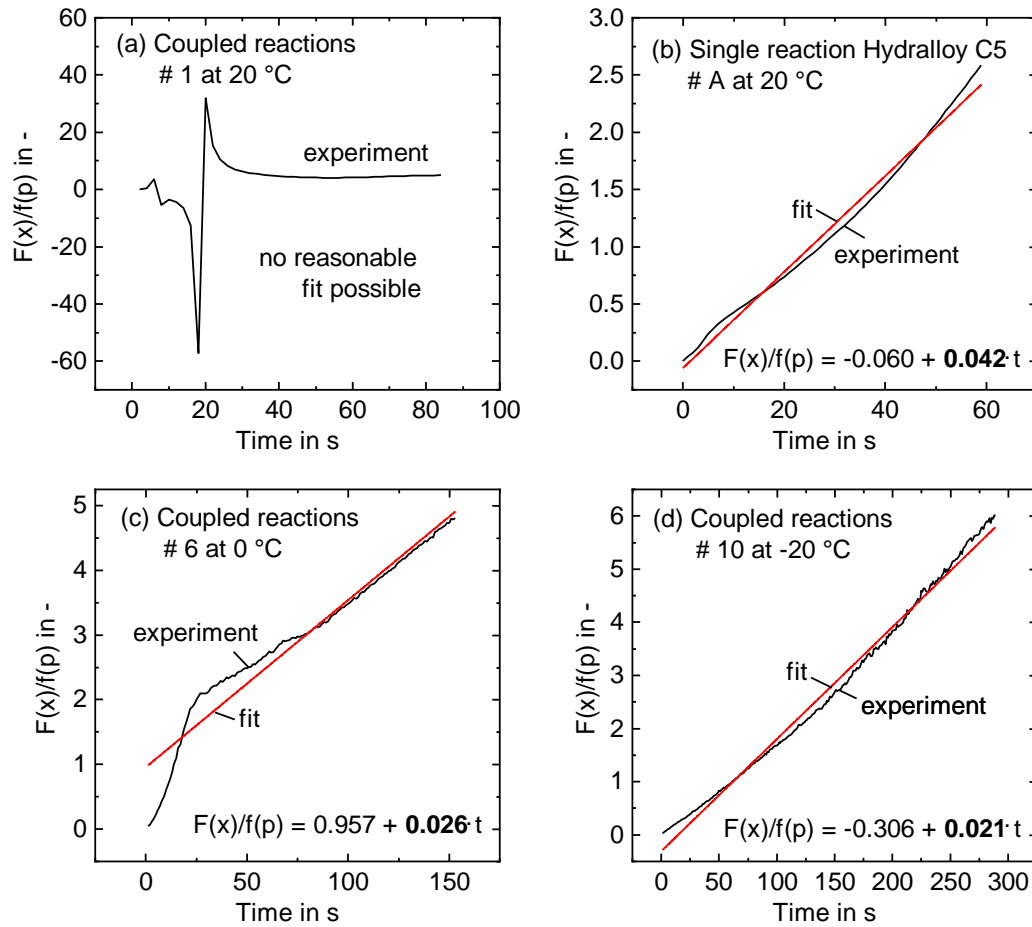 (a) Coupled reactions
# 1 at 20 °C
60
40
20
0
-20
-40
-60
F(x)/f(p) in -
experiment
no reasonable
fit possible
0 20 40 60 80 100
Time in s
(b) Single reaction Hydralloy C5
# A at 20 °C
3.0
2.5
2.0
1.5
1.0
0.5
0.0
F(x)/f(p) in -
fit
experiment
F(x)/f(p) = -0.060 + 0.042·t
0 20 40 60
Time in s
(c) Coupled reactions
# 6 at 0 °C
5
4
3
2
1
0
F(x)/f(p) in -
experiment
fit
F(x)/f(p) = 0.957 + 0.026·t
0 50 100 150
Time in s
(d) Coupled reactions
# 10 at -20 °C
6
5
4
3
2
1
0
F(x)/f(p) in -
fit
experiment
F(x)/f(p) = -0.306 + 0.021·t
0 50 100 150 200 250 300
Time in s